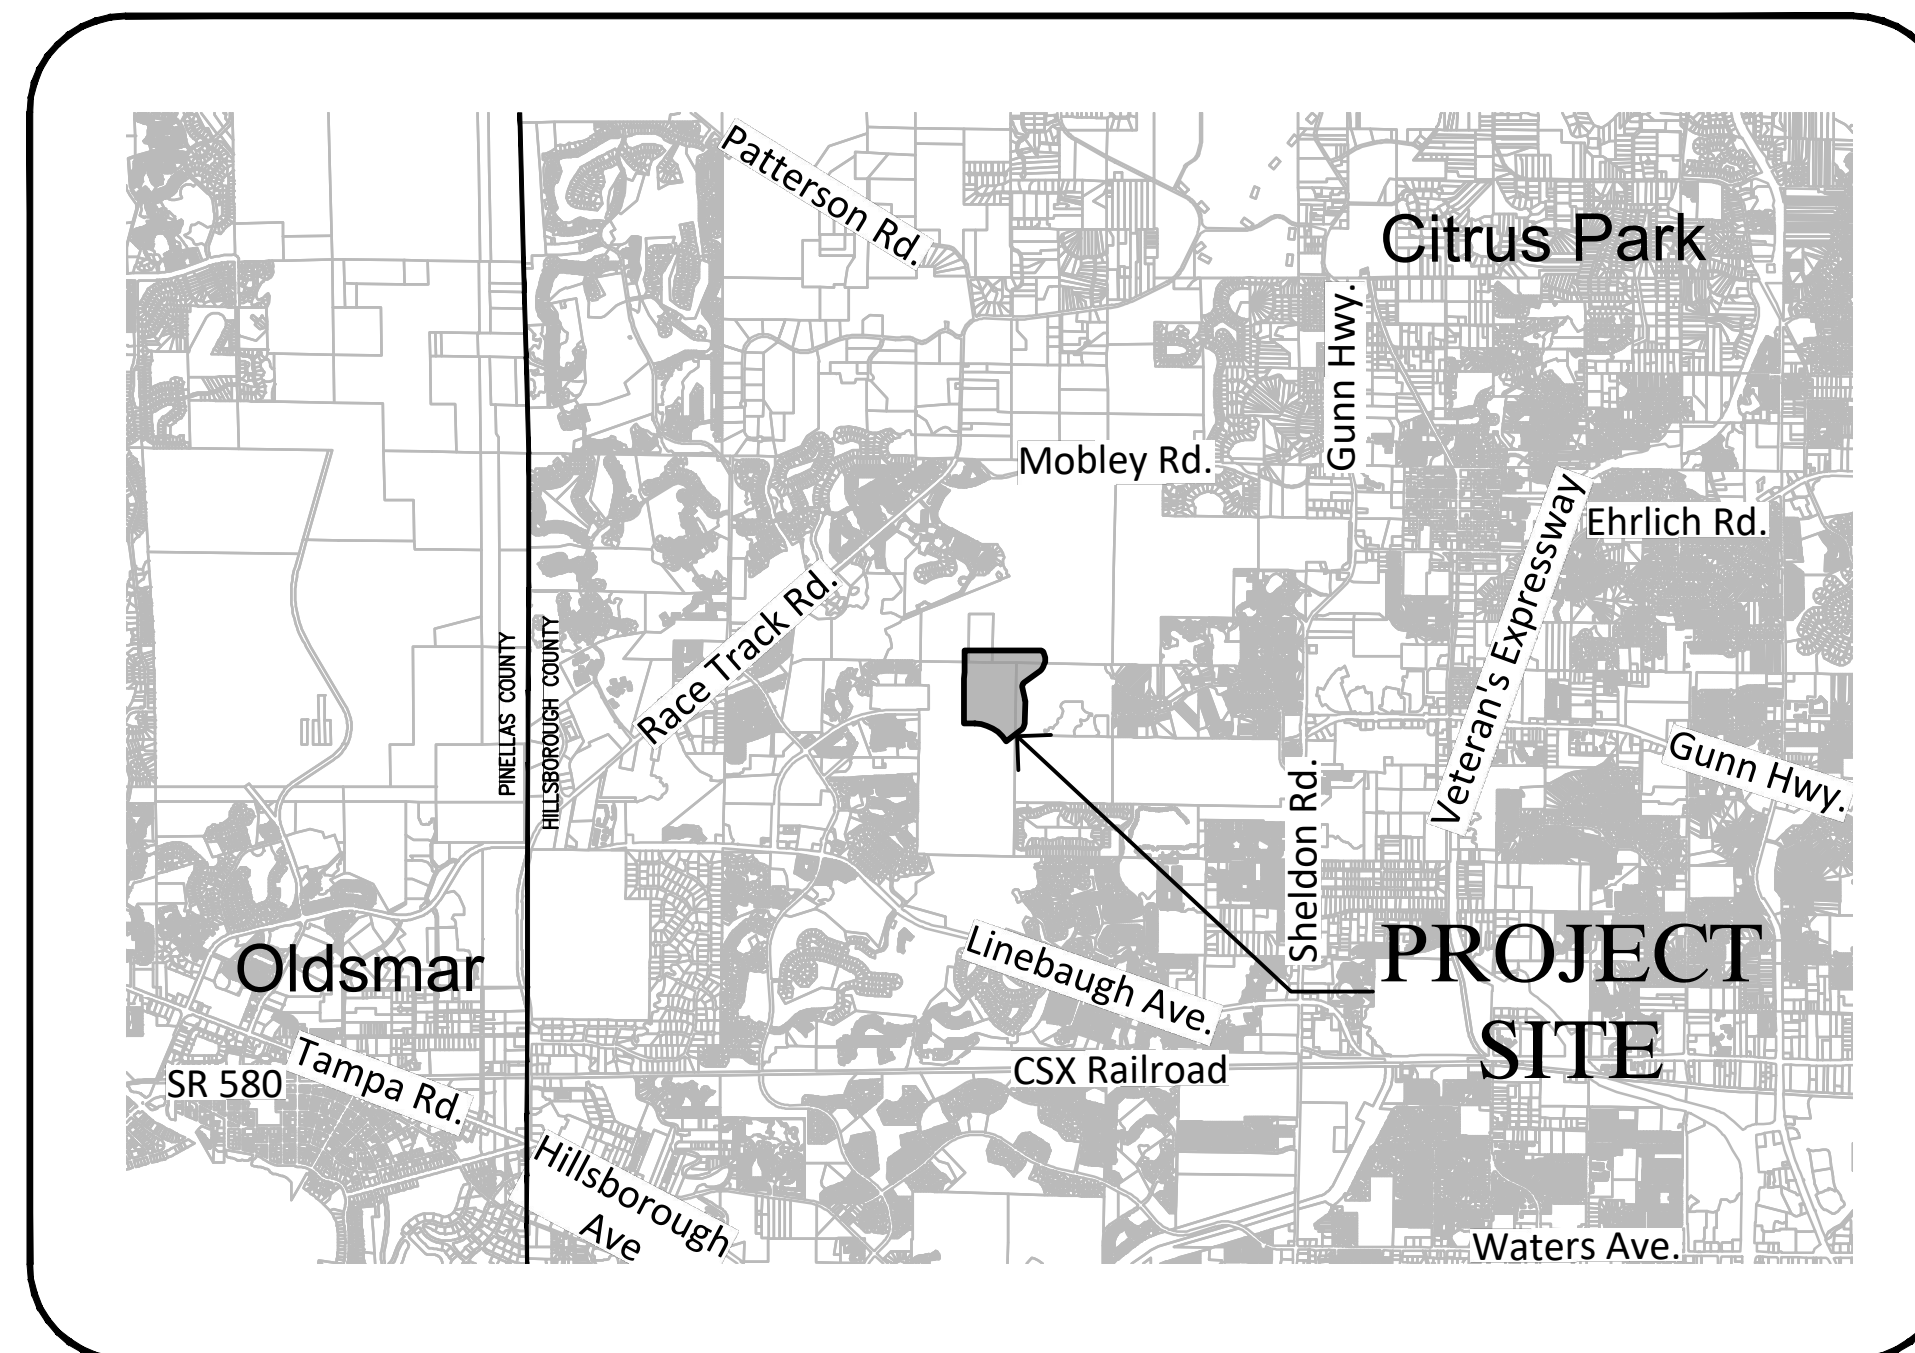 Patterson Rd.
Citrus Park
Gunn Hwy.
Mobley Rd.
Ehrlich Rd.
Veteran's Expressway
Race Track Rd.
PINELLAS COUNTY
HILLSBOROUGH COUNTY
Gunn Hwy.
Sheldon Rd.
Linebaugh Ave.
PROJECT
SITE
Oldsmar
Tampa Rd.
SR 580
CSX Railroad
Hillsborough
Ave
Waters Ave.